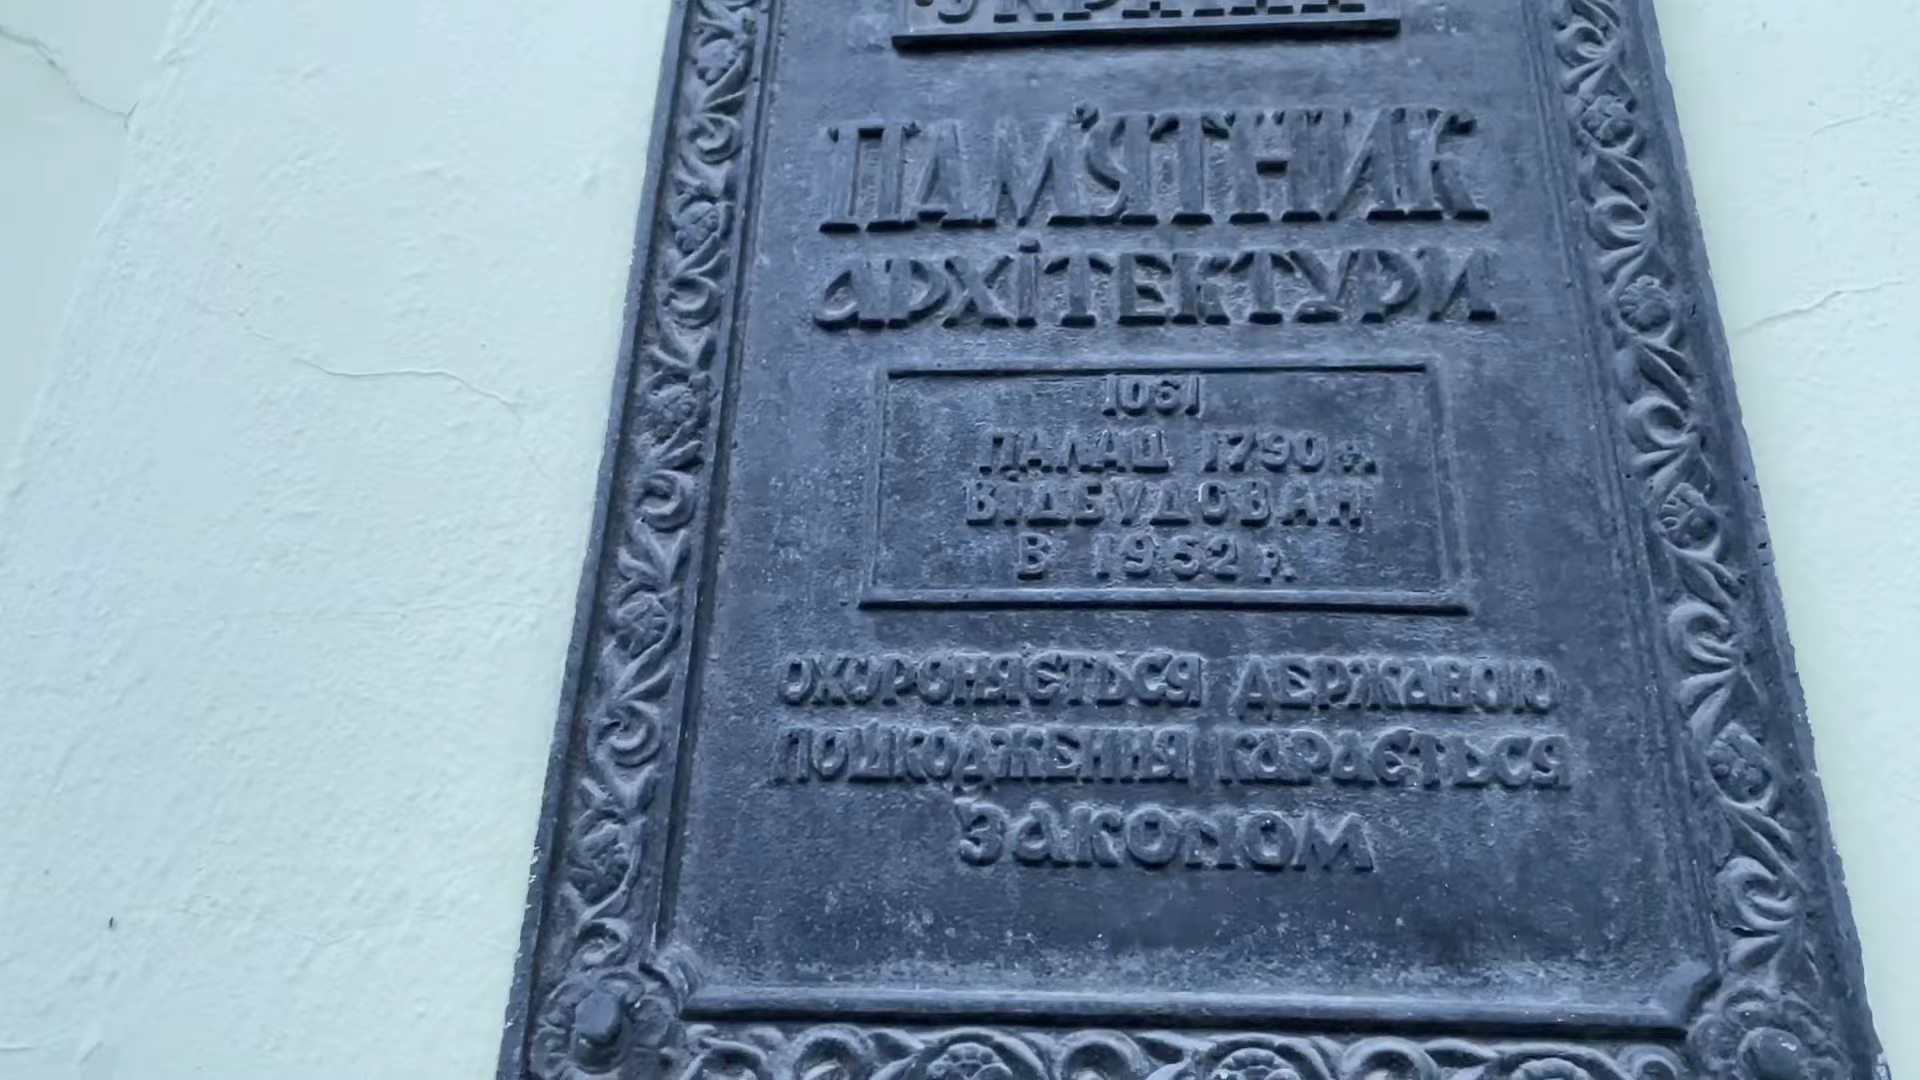 УКРАЇНА
ПАМ'ЯТНИК
АРХІТЕКТУРИ
1061
ПАЛАЦ 1790 р.
ВІДБУДОВАН
В 1952 р.
ОХОРОНЯЄТЬСЯ ДЕРЖАВОЮ
ПОШКОДЖЕННЯ КАРАЄТЬСЯ
ЗАКОНОМ